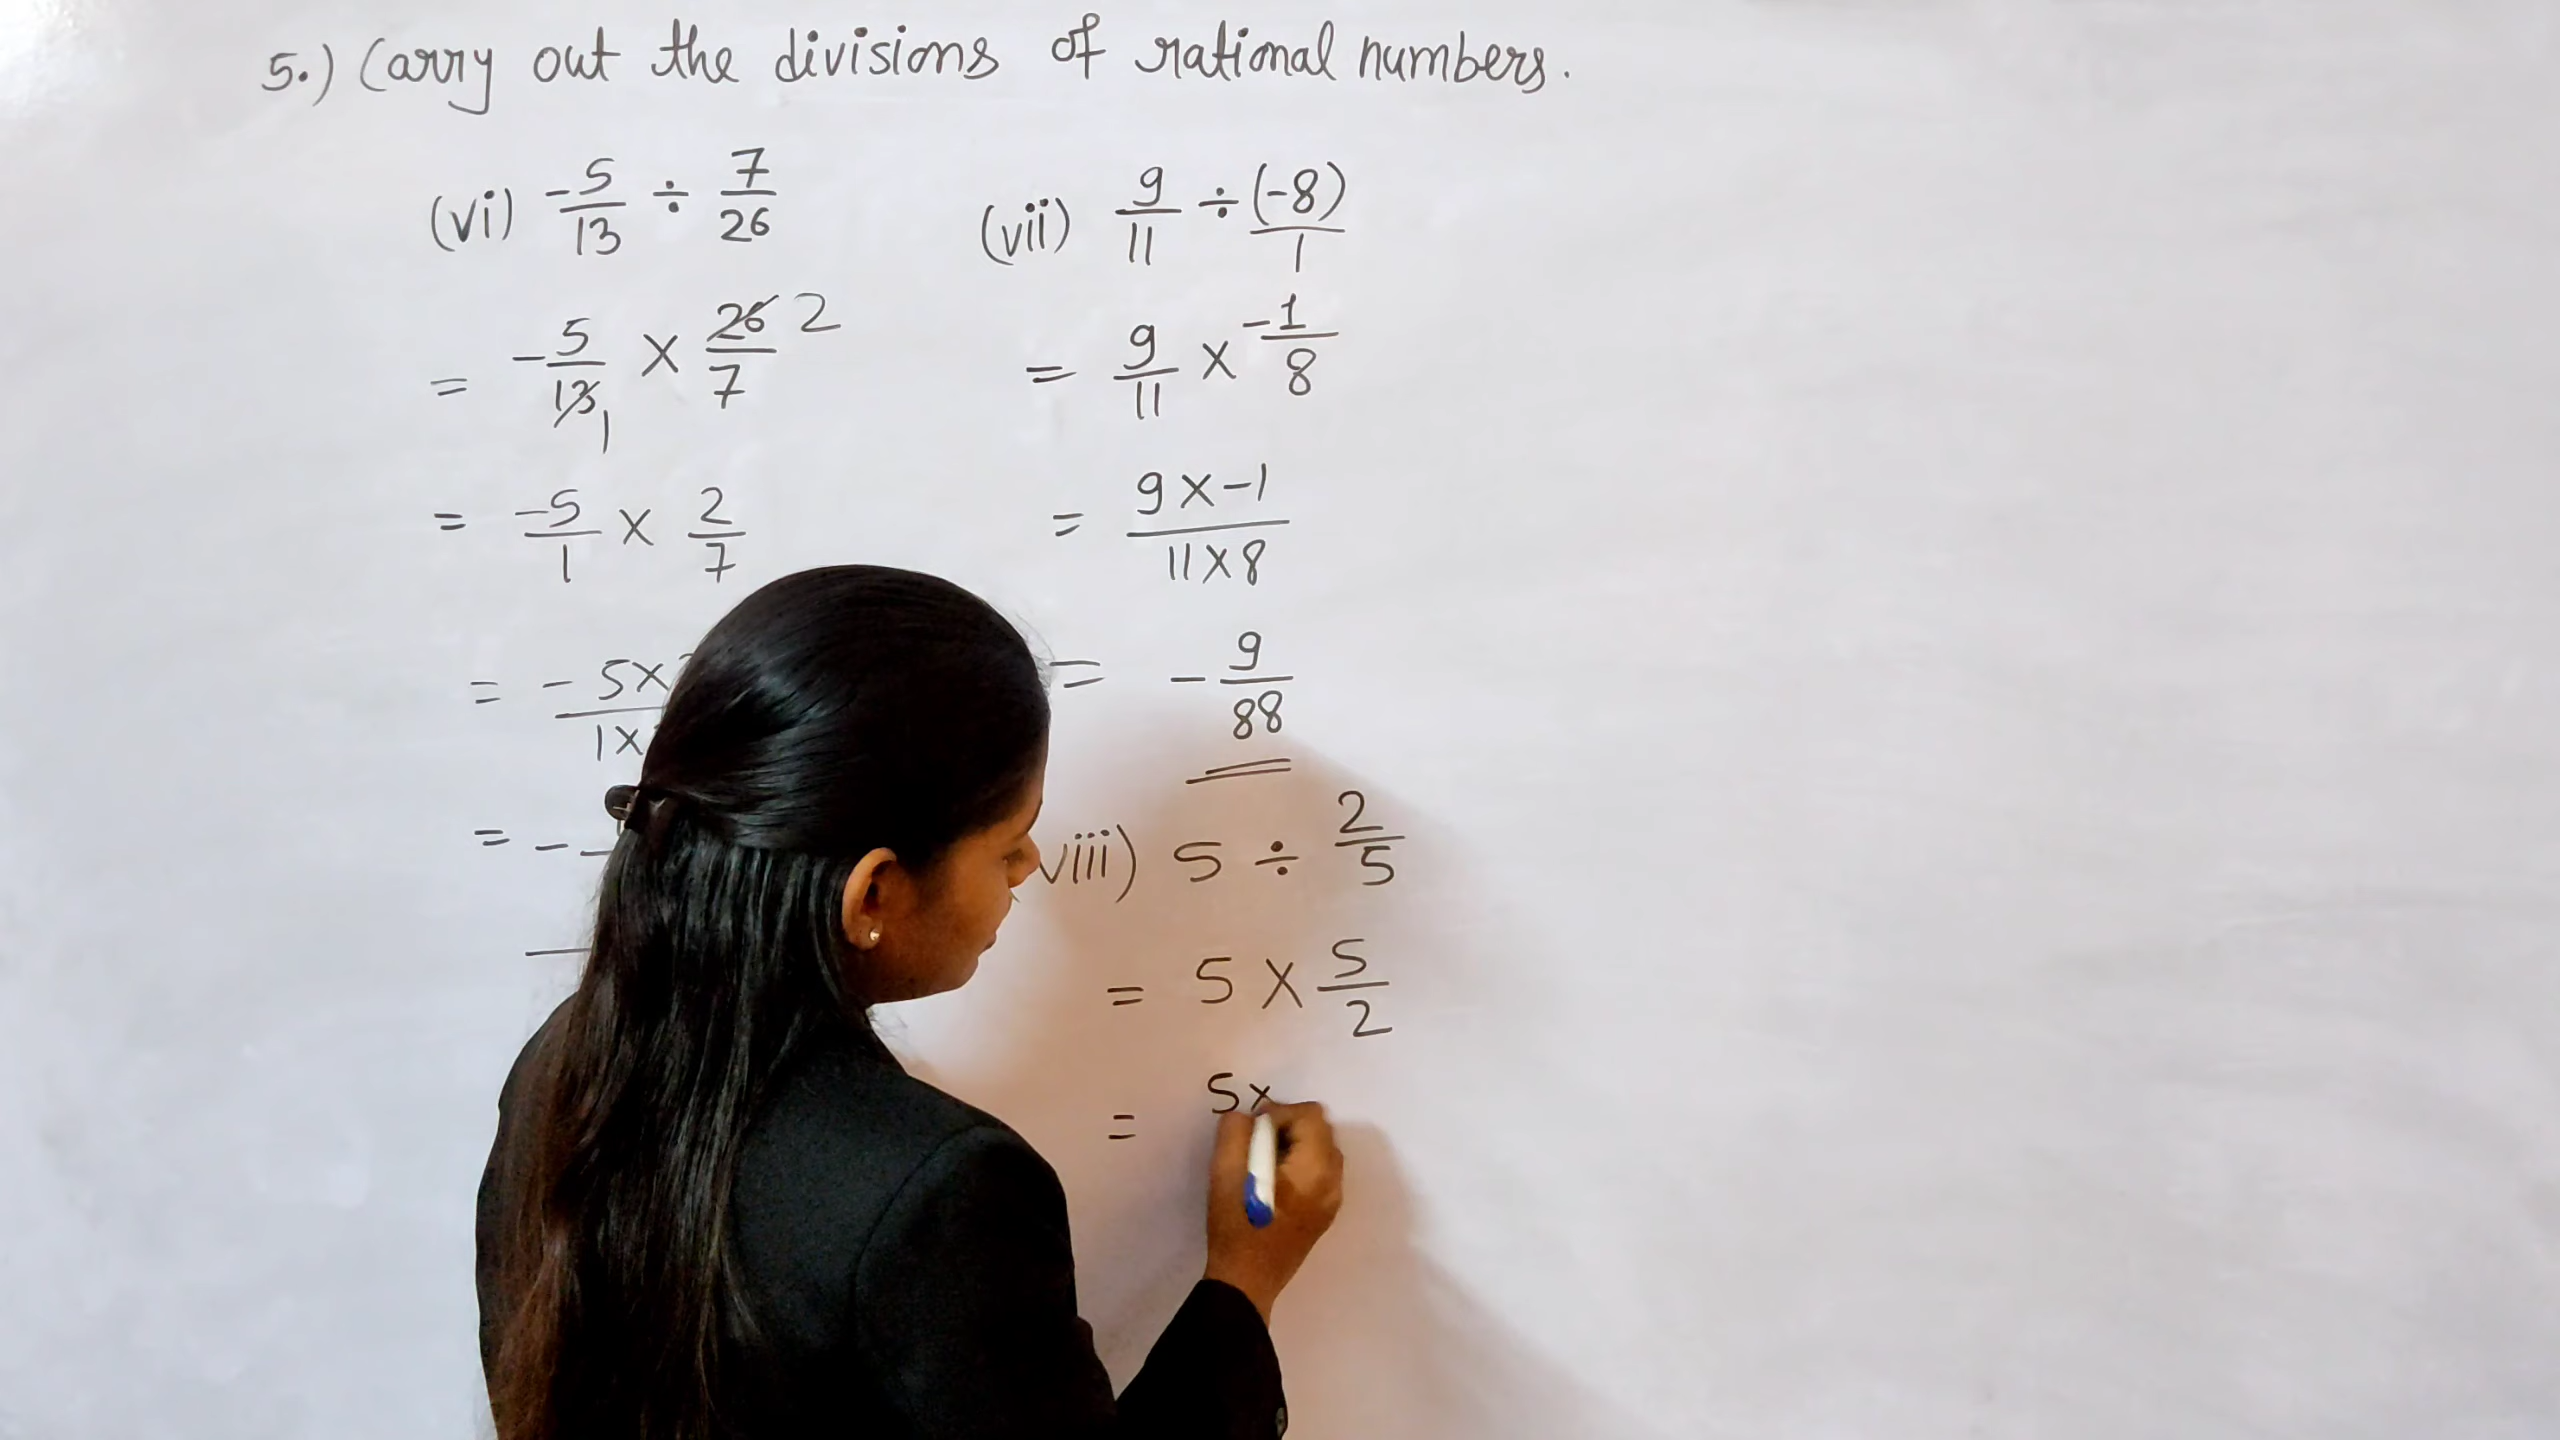 5.) Carry out the divisions of rational numbers.
(vi) -5/13 ÷ 7/26
= -5/13 1 × 26/7 2
= -5/1 × 2/7
= - 5×
1×
= -
(vii) 9/11 ÷ (-8)/1
= 9/11 × -1/8
= 9 × -1 / 11 × 8
= - 9/88
viii) 5 ÷ 2/5
= 5 × 5/2
= 5×